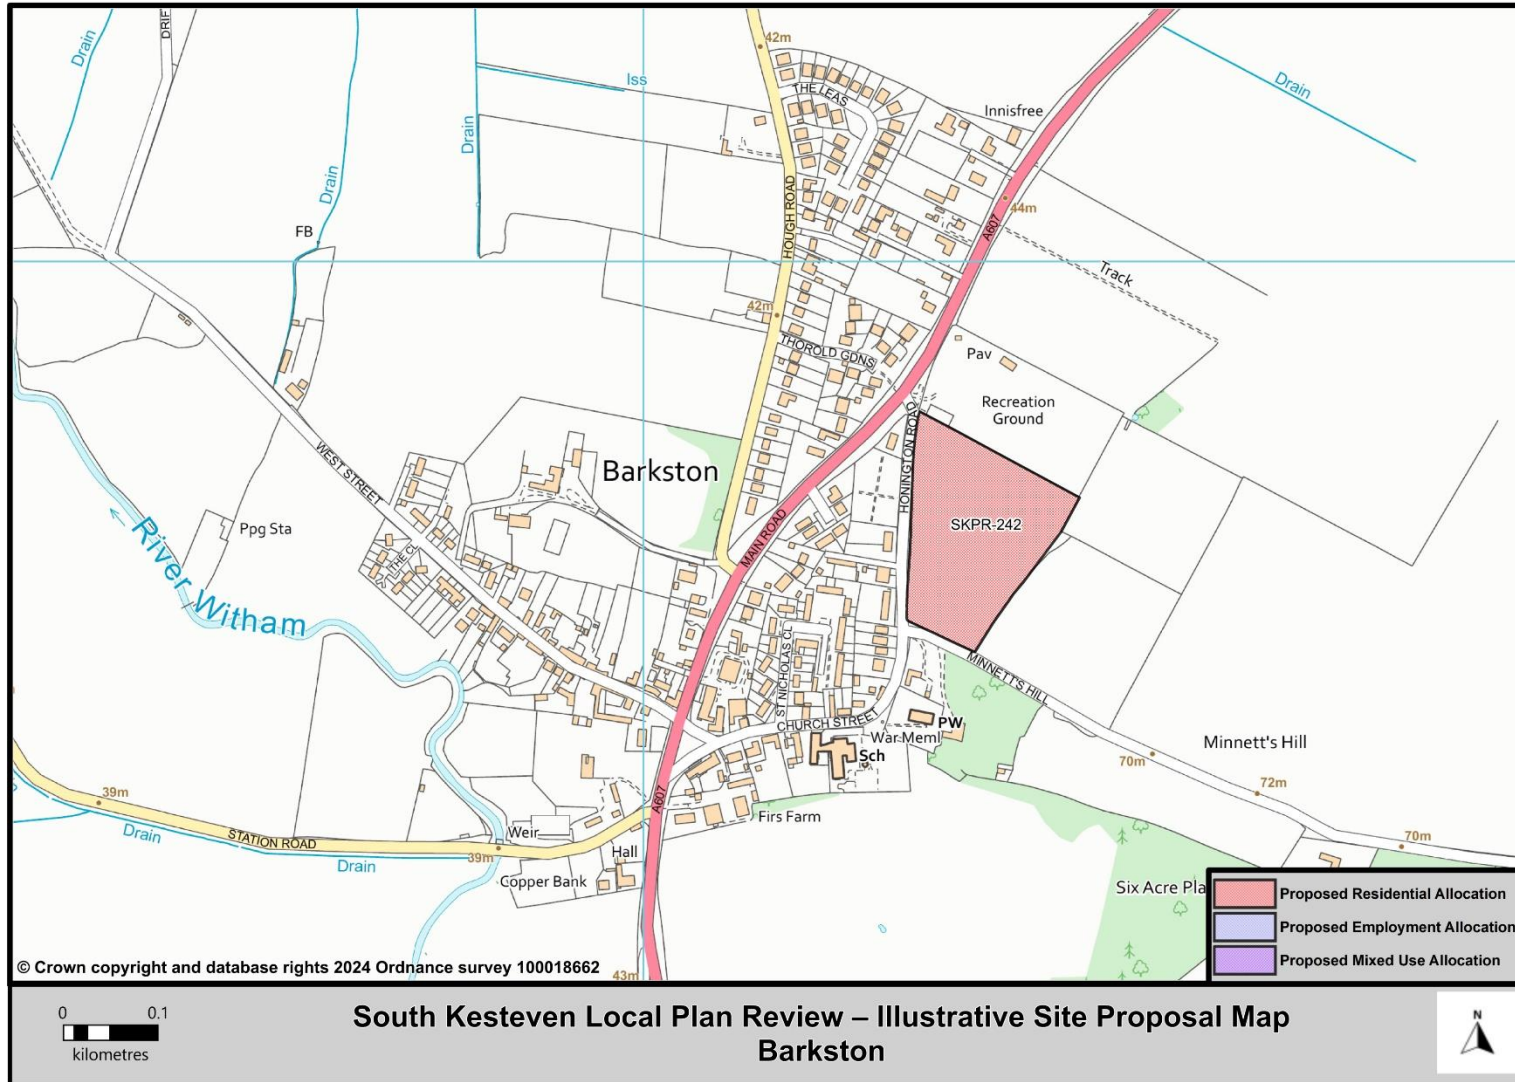 42m
Drain
DRIF
Iss
Drain
THE LEAS
Innisfree
Drain
Drain
HOUGH ROAD
44m
FB
A607
Track
42m
THOROLD GDNS
Pav
Recreation
Ground
HONINGTON ROAD
WEST STREET
Barkston
SKPR-242
Ppg Sta
MAIN ROAD
THE CL
River Witham
ST NICHOLAS CL
MINNETT'S HILL
CHURCH STREET
PW
War Meml
Sch
Minnett's Hill
70m
72m
39m
A607
Firs Farm
Drain
STATION ROAD
Weir
39m
Drain
Hall
70m
Copper Bank
Six Acre Pla
Proposed Residential Allocation
Proposed Employment Allocation
Proposed Mixed Use Allocation
© Crown copyright and database rights 2024 Ordnance survey 100018662
43m
0 0.1
kilometres
South Kesteven Local Plan Review – Illustrative Site Proposal Map
Barkston
N